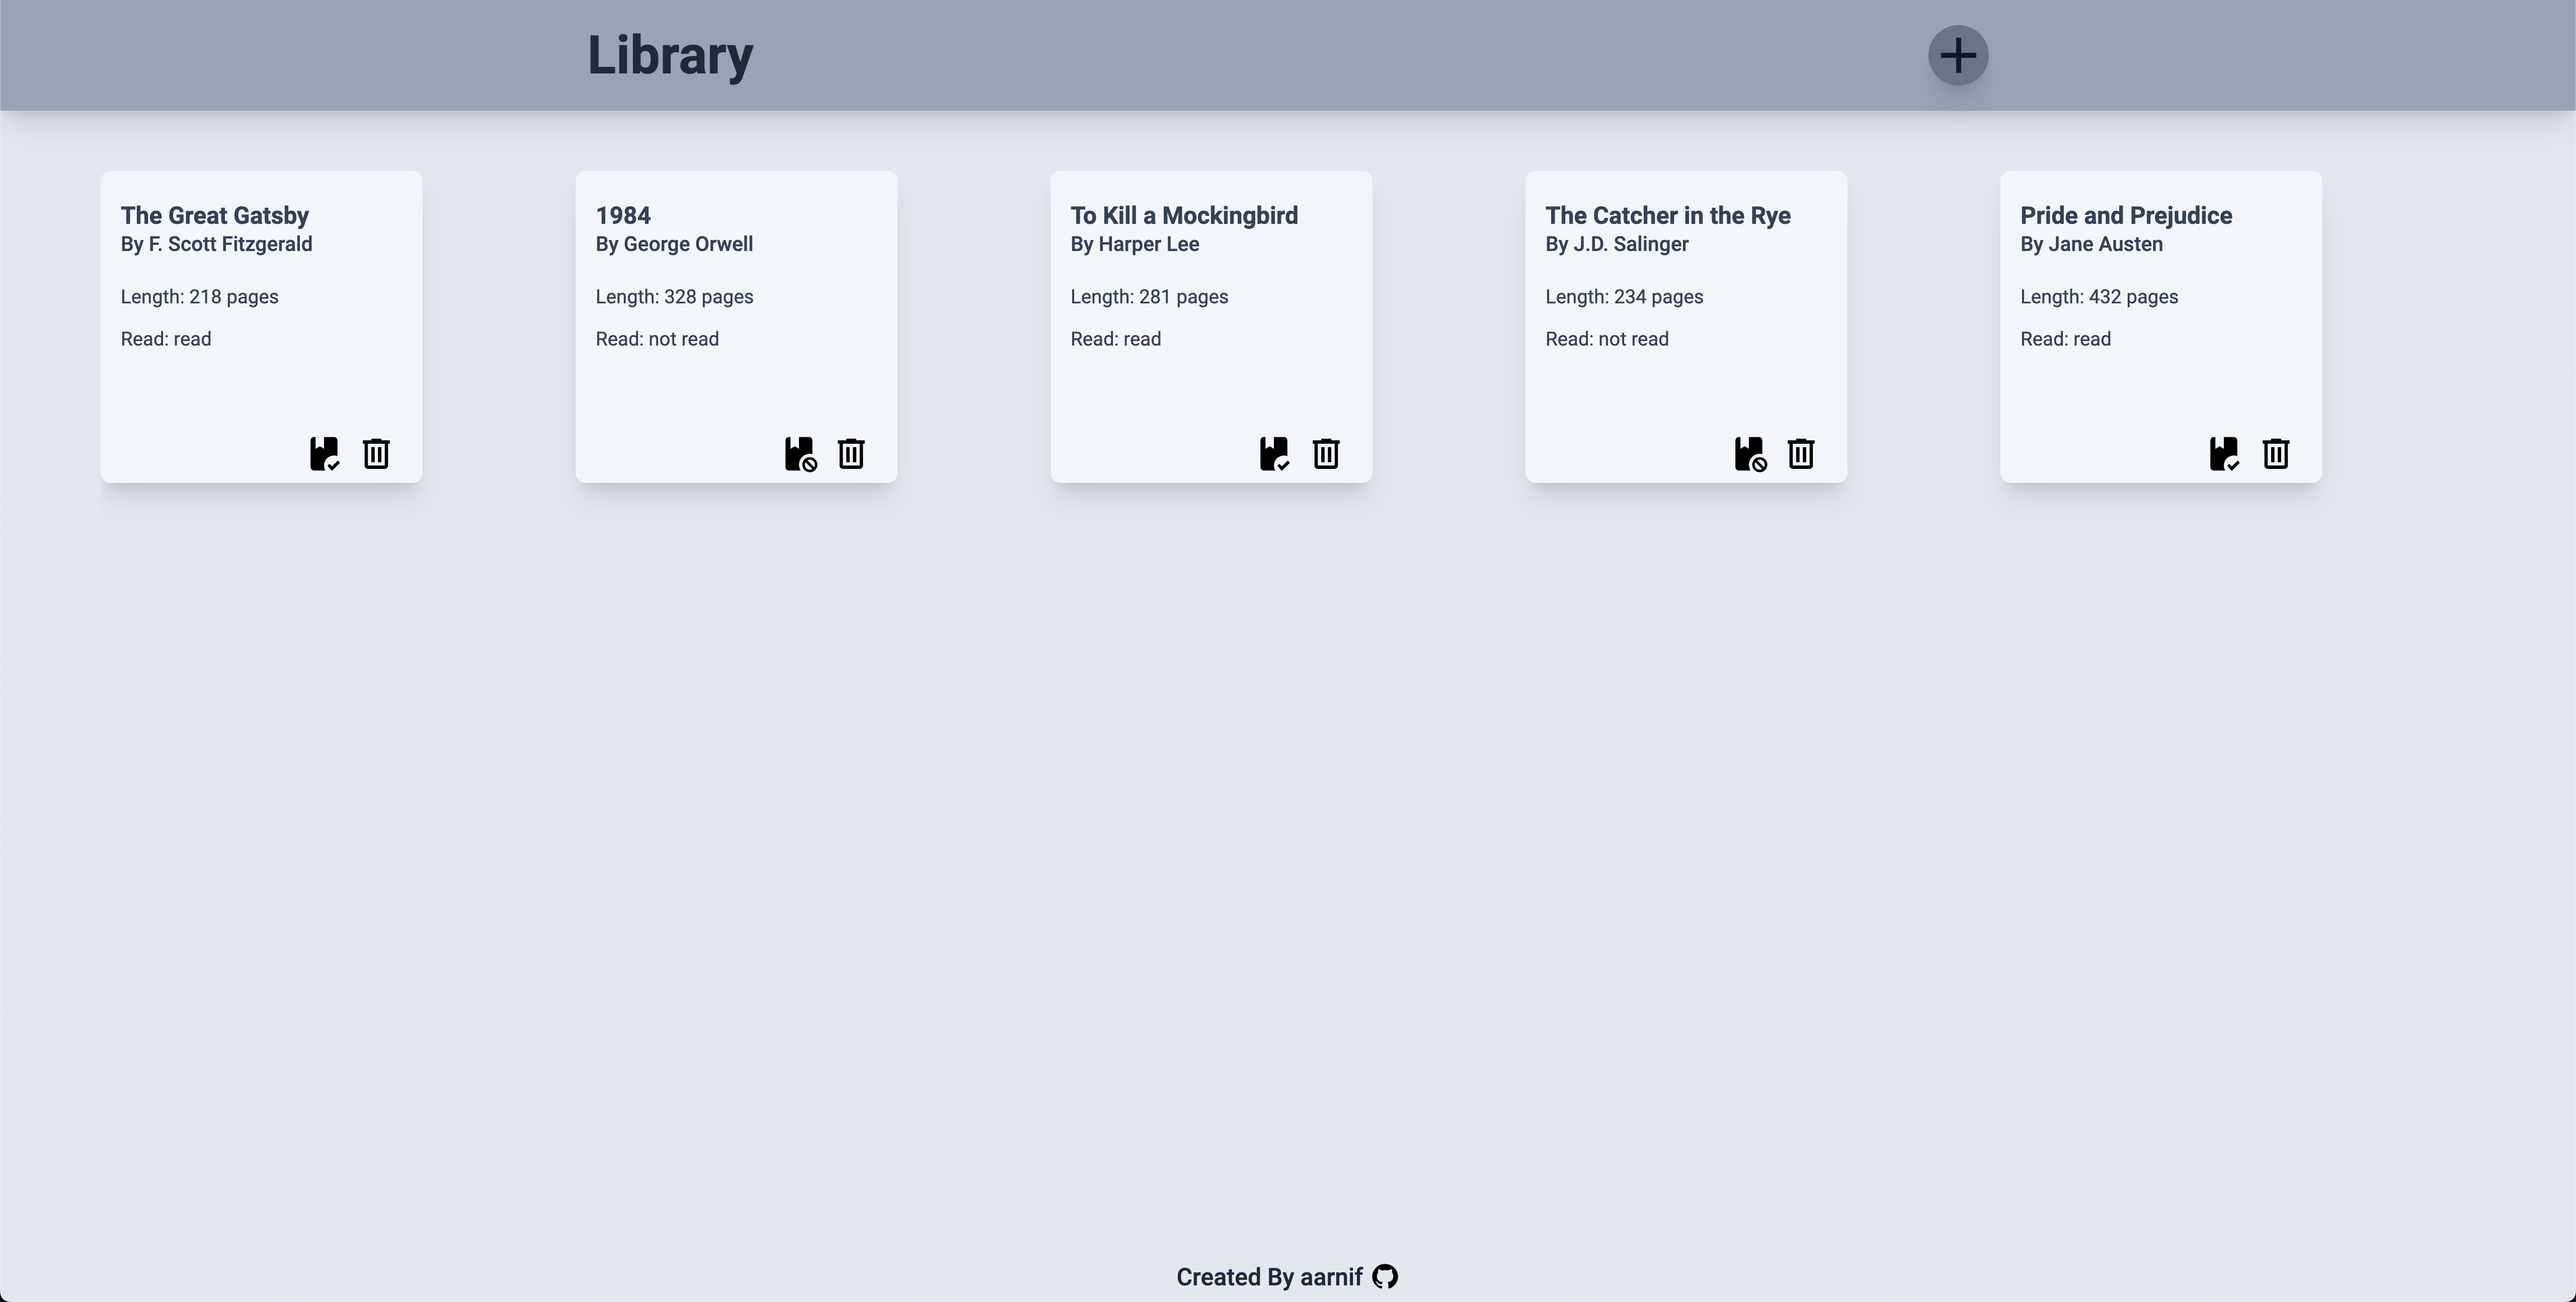 Library
The Great Gatsby
By F. Scott Fitzgerald
Length: 218 pages
Read: read
1984
By George Orwell
Length: 328 pages
Read: not read
To Kill a Mockingbird
By Harper Lee
Length: 281 pages
Read: read
The Catcher in the Rye
By J.D. Salinger
Length: 234 pages
Read: not read
Pride and Prejudice
By Jane Austen
Length: 432 pages
Read: read
Created By aarnif